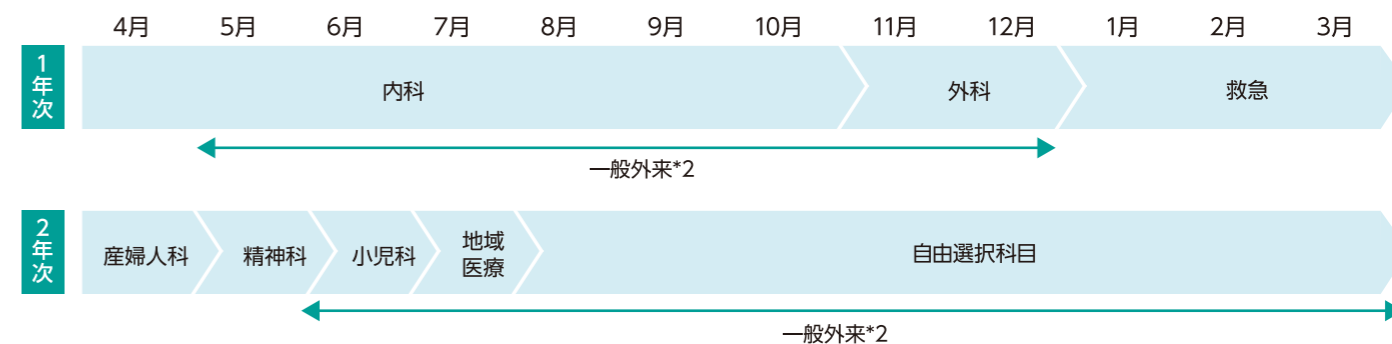 4月 5月 6月 7月 8月 9月 10月 11月 12月 1月 2月 3月
1年次
内科 外科 救急
一般外来*2
2年次
産婦人科 精神科 小児科 地域医療 自由選択科目
一般外来*2